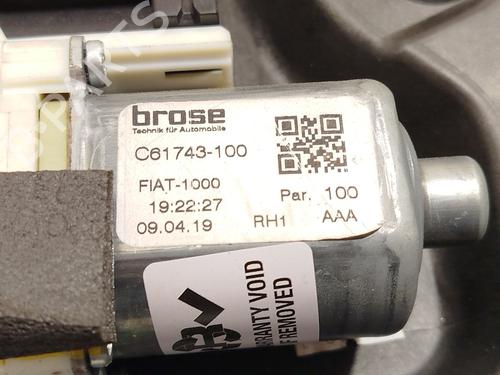 brose
Technik für Automobile
C61743-100
FIAT-1000
Par. 100
19:22:27
09.04.19
RH1
AAA
WARRANTY VOID
IF REMOVED